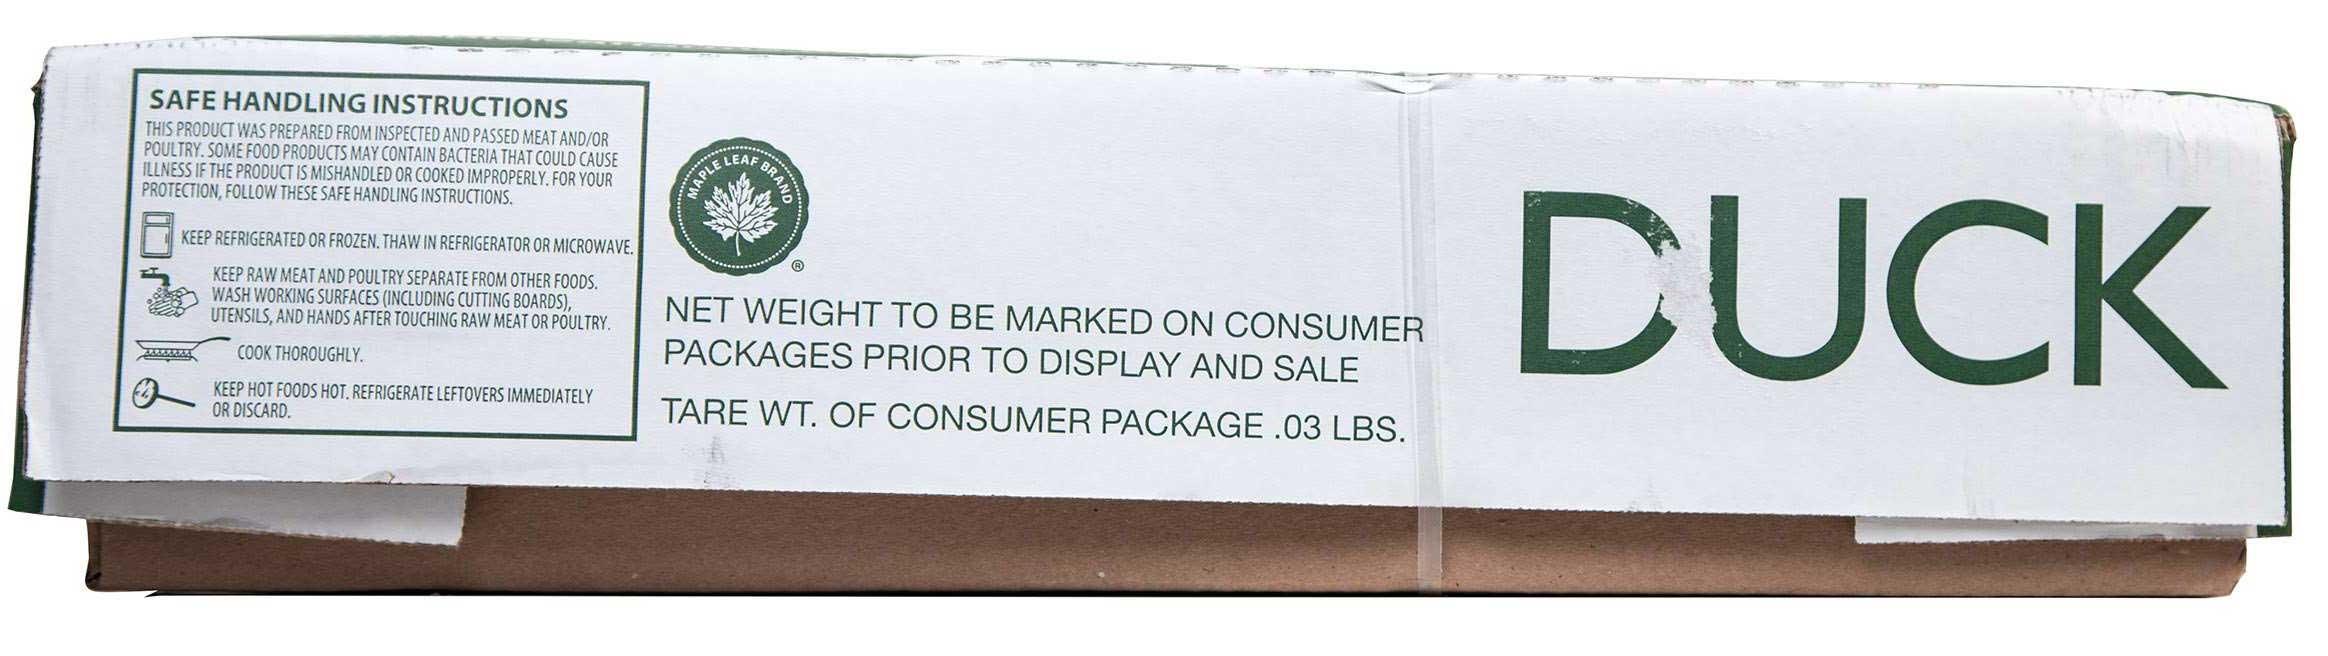 SAFE HANDLING INSTRUCTIONS
THIS PRODUCT WAS PREPARED FROM INSPECTED AND PASSED MEAT AND/OR
POULTRY. SOME FOOD PRODUCTS MAY CONTAIN BACTERIA THAT COULD CAUSE
ILLNESS IF THE PRODUCT IS MISHANDLED OR COOKED IMPROPERLY. FOR YOUR
PROTECTION, FOLLOW THESE SAFE HANDLING INSTRUCTIONS.
KEEP REFRIGERATED OR FROZEN. THAW IN REFRIGERATOR OR MICROWAVE.
KEEP RAW MEAT AND POULTRY SEPARATE FROM OTHER FOODS.
WASH WORKING SURFACES (INCLUDING CUTTING BOARDS),
UTENSILS, AND HANDS AFTER TOUCHING RAW MEAT OR POULTRY.
COOK THOROUGHLY.
KEEP HOT FOODS HOT. REFRIGERATE LEFTOVERS IMMEDIATELY
OR DISCARD.
MAPLE LEAF BRAND
®
NET WEIGHT TO BE MARKED ON CONSUMER
PACKAGES PRIOR TO DISPLAY AND SALE
TARE WT. OF CONSUMER PACKAGE .03 LBS.
DUCK